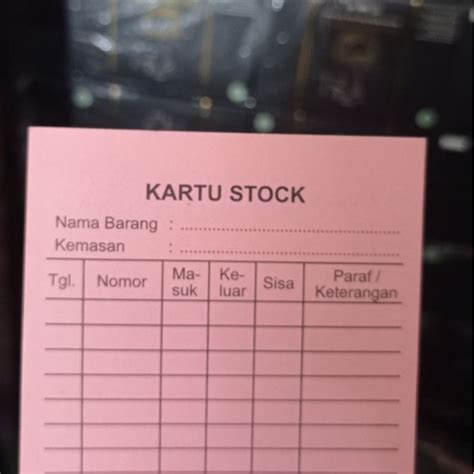 KARTU STOCK
Nama Barang : ........................................
Kemasan : ........................................
Tgl. Nomor Ma- Ke- Sisa Paraf /
suk luar Keterangan